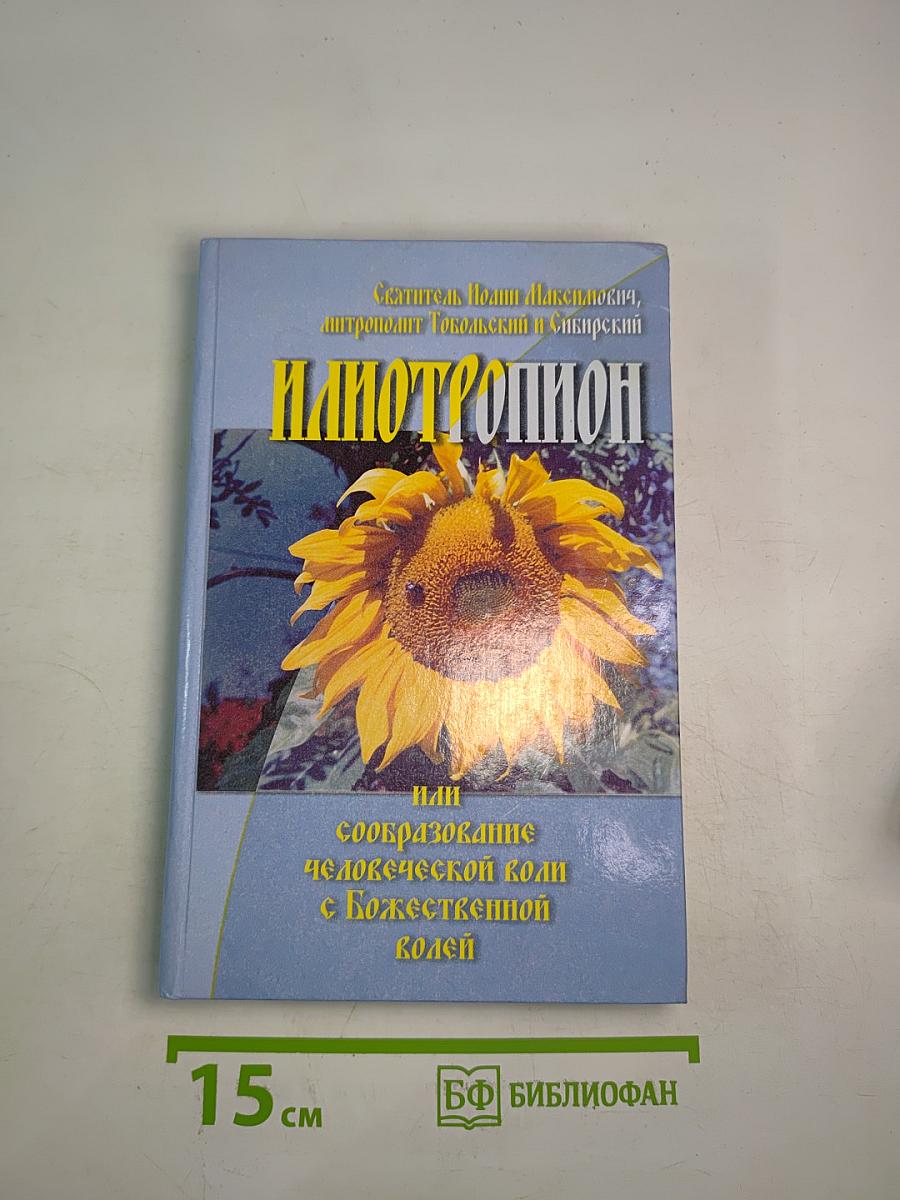 Святитель Иоанн Максимович,
митрополит Тобольский и Сибирский
ИЛИОТРОПИОН
или
сообразование
человеческой воли
с Божественной
волей
15 см
БФ БИБЛИОФАН